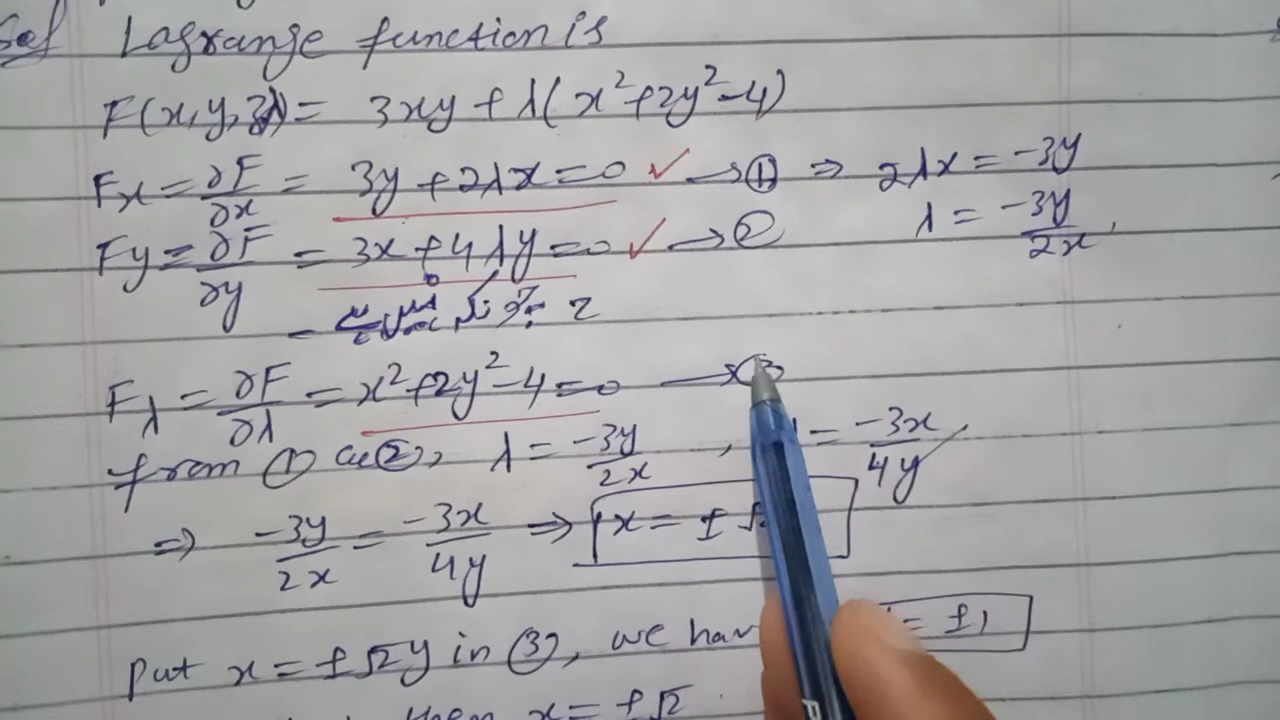 Sol Lagrange function is
F(x, y, λ) = 3xy + λ(x²+2y²-4)
Fx = ∂F/∂x = 3y + 2λx = 0 ✓ → ① ⇒ 2λx = -3y
λ = -3y/2x
Fy = ∂F/∂y = 3x + 4λy = 0 ✓ → ②
Fλ = ∂F/∂λ = x²+2y²-4 = 0
from ① & ②, λ = -3y/2x , = -3x/4y
⇒ -3y/2x = -3x/4y ⇒ x = ±
Put x = ±√2y in ③, we hav = ±1
then x = ±√2